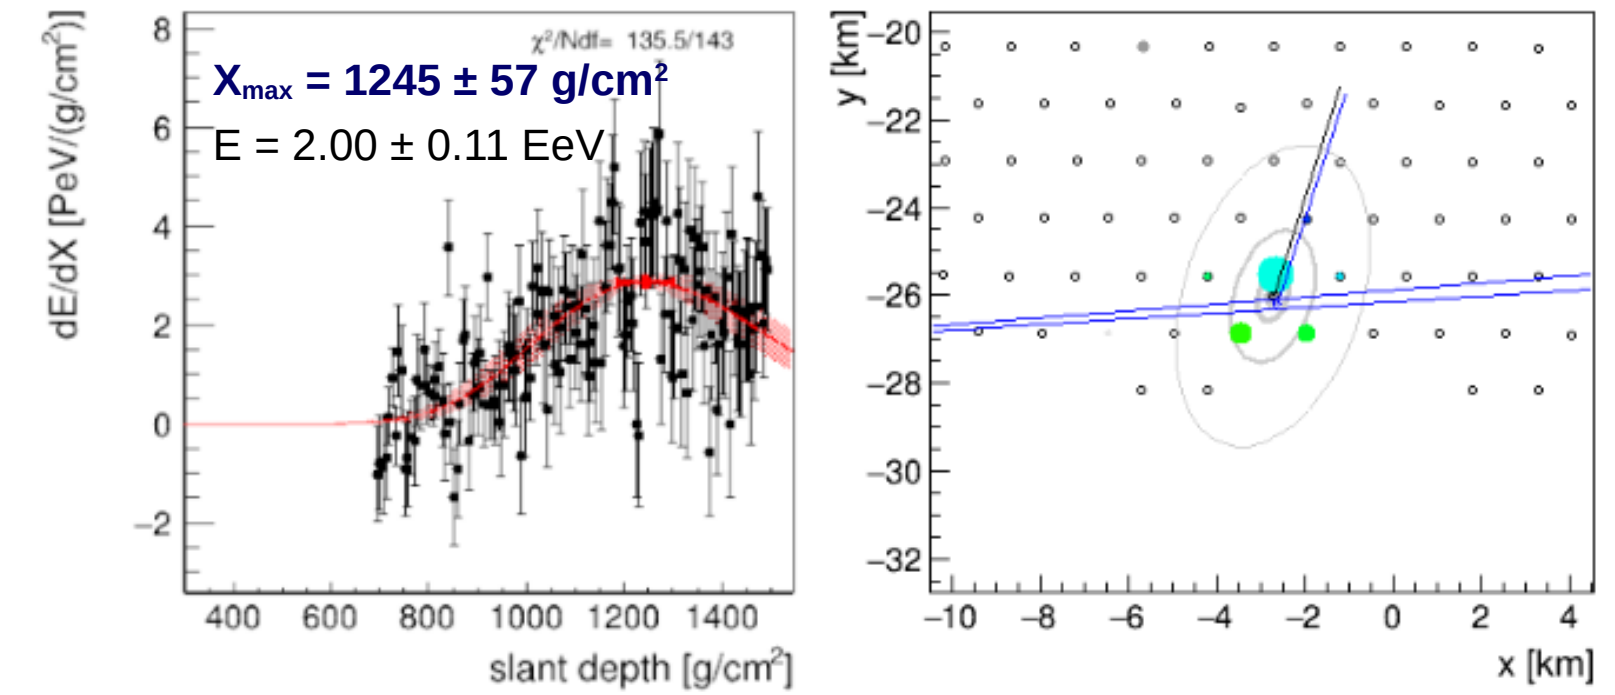 χ²/Ndf= 135.5/143
Xmax = 1245 ± 57 g/cm²
E = 2.00 ± 0.11 EeV
dE/dX [PeV/(g/cm²)]
8
6
4
2
0
−2
400 600 800 1000 1200 1400
slant depth [g/cm²]
y [km]
−20
−22
−24
−26
−28
−30
−32
−10 −8 −6 −4 −2 0 2 4
x [km]